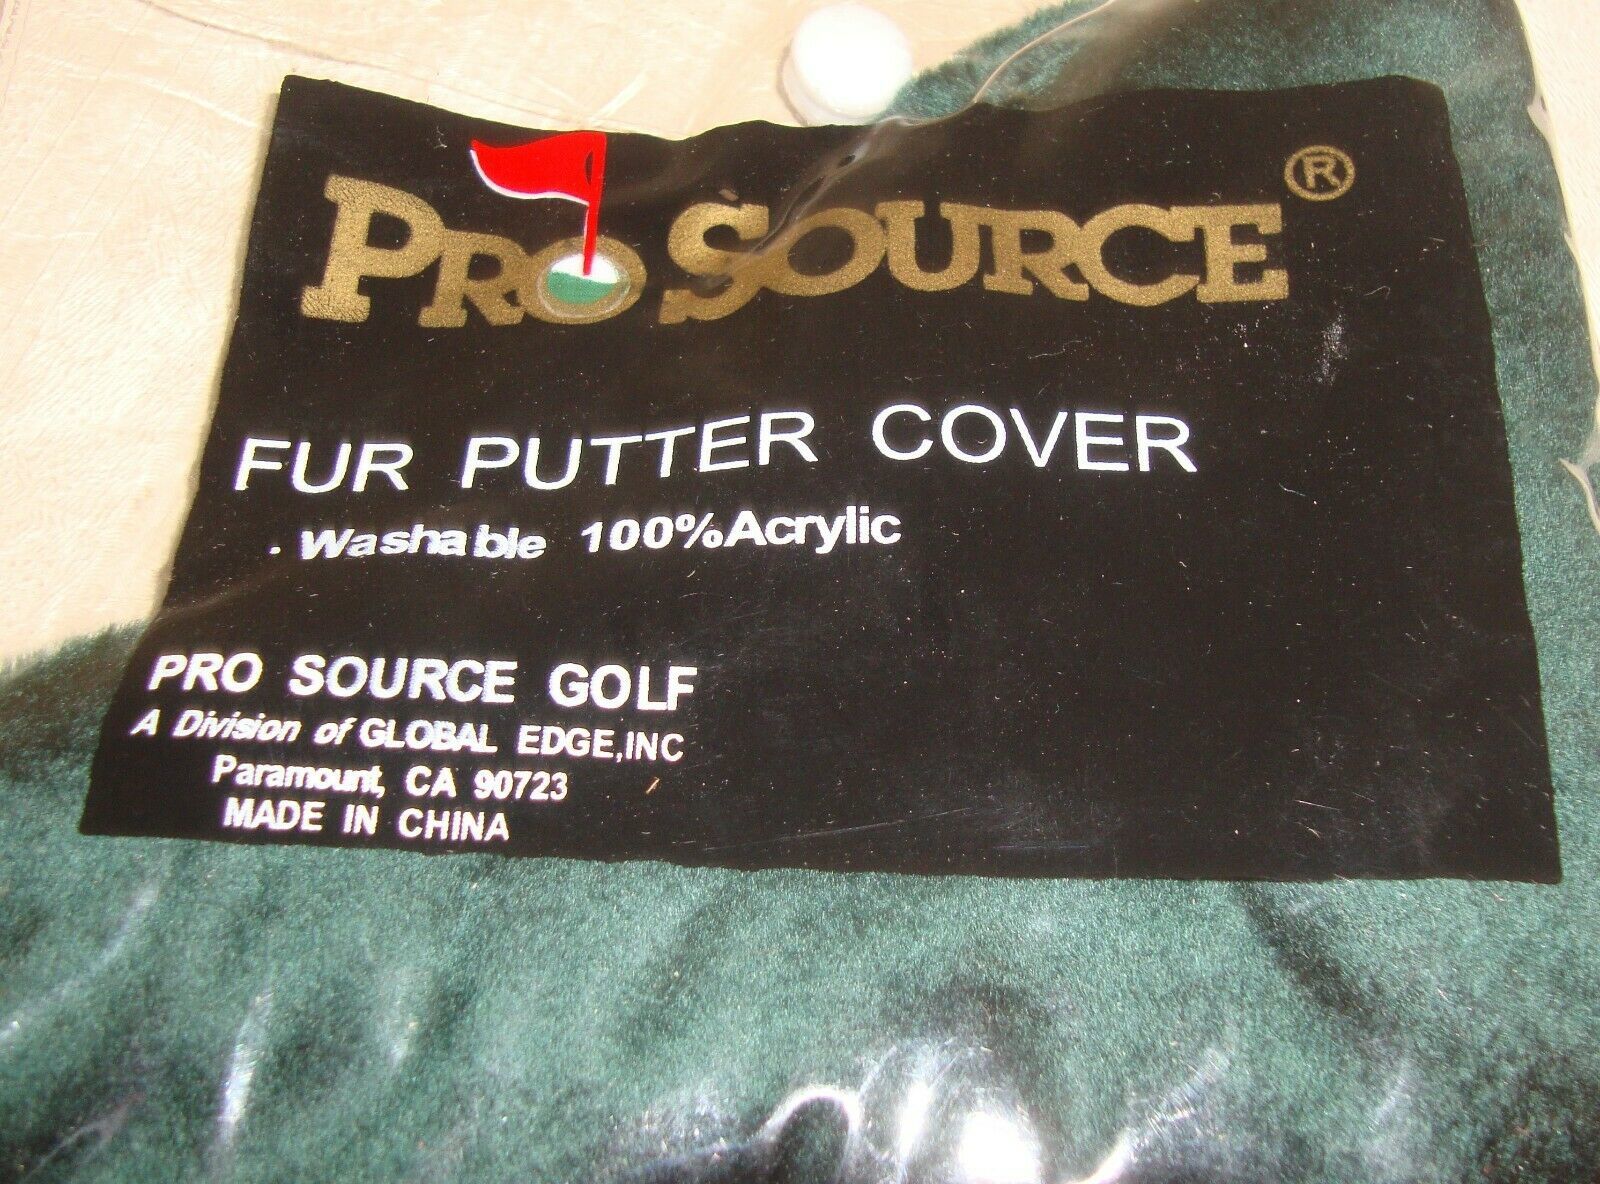 PRO SOURCE ®
FUR PUTTER COVER
. Washable 100%Acrylic
PRO SOURCE GOLF
A Division of GLOBAL EDGE,INC
Paramount, CA 90723
MADE IN CHINA